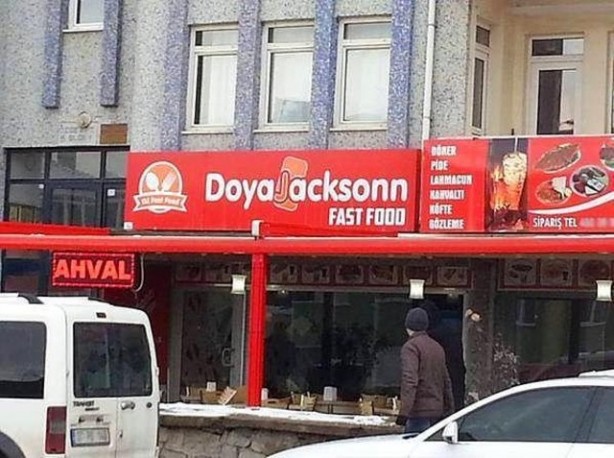 DoyaJacksonn
FAST FOOD
DÖNER
PİDE
LAHMACUN
KAHVALTI
KÖFTE
GÖZLEME
SİPARİŞ TEL
AHVAL